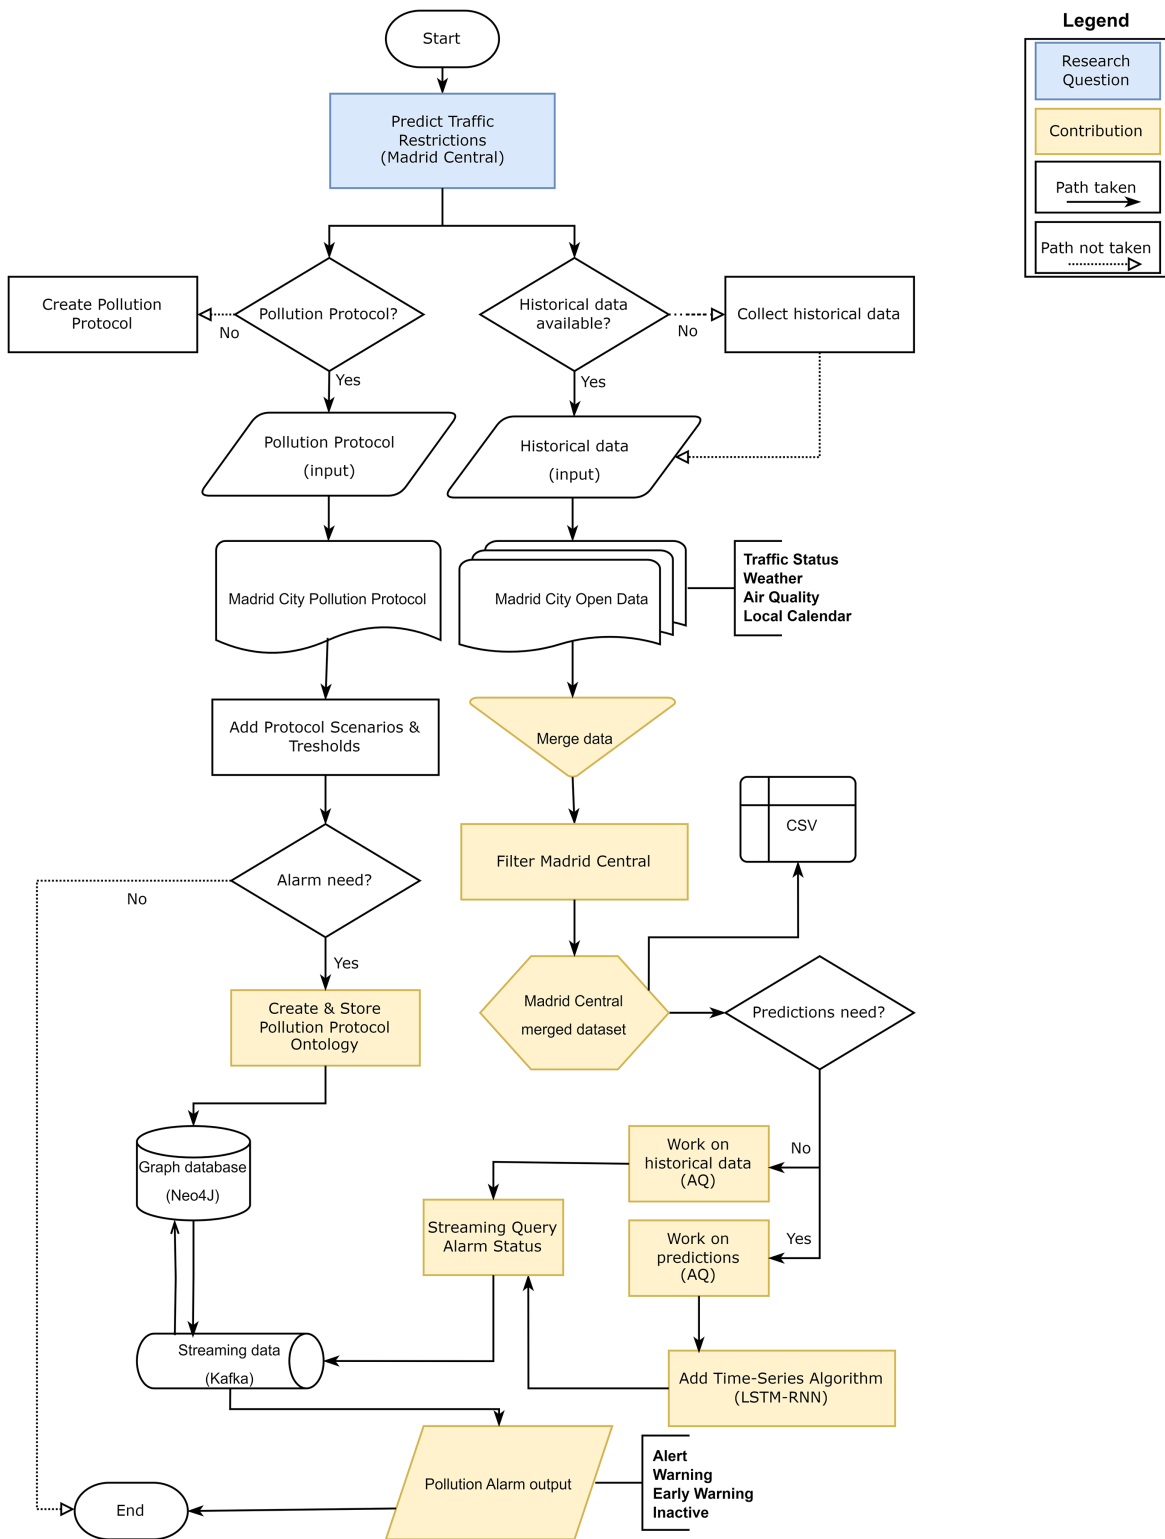 Legend
Start
Research
Question
Predict Traffic
Restrictions
(Madrid Central)
Contribution
Path taken
Path not taken
Create Pollution
Protocol
No
Pollution Protocol?
Historical data
available?
No
Collect historical data
Yes
Yes
Pollution Protocol
(input)
Historical data
(input)
Madrid City Pollution Protocol
Madrid City Open Data
Traffic Status
Weather
Air Quality
Local Calendar
Add Protocol Scenarios &
Tresholds
Merge data
CSV
Filter Madrid Central
Alarm need?
No
Yes
Madrid Central
merged dataset
Predictions need?
Create & Store
Pollution Protocol
Ontology
Graph database
(Neo4J)
Work on
historical data
(AQ)
No
Streaming Query
Alarm Status
Work on
predictions
(AQ)
Yes
Streaming data
(Kafka)
Add Time-Series Algorithm
(LSTM-RNN)
Pollution Alarm output
Alert
Warning
Early Warning
Inactive
End